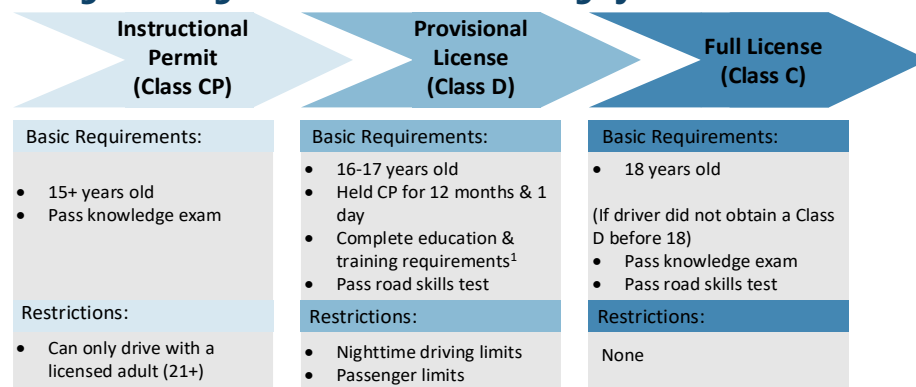 Instructional
Permit
(Class CP)
Provisional
License
(Class D)
Full License
(Class C)
Basic Requirements:
• 15+ years old
• Pass knowledge exam
Restrictions:
• Can only drive with a
licensed adult (21+)
Basic Requirements:
• 16-17 years old
• Held CP for 12 months & 1
day
• Complete education &
training requirements¹
• Pass road skills test
Restrictions:
• Nighttime driving limits
• Passenger limits
Basic Requirements:
• 18 years old
(If driver did not obtain a Class
D before 18)
• Pass knowledge exam
• Pass road skills test
Restrictions:
None